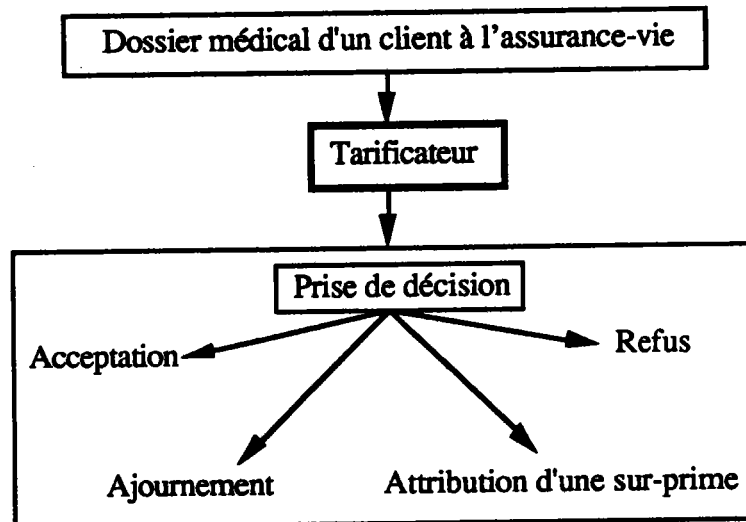 Dossier médical d'un client à l'assurance-vie
Tarificateur
Prise de décision
Acceptation
Refus
Ajournement
Attribution d'une sur-prime